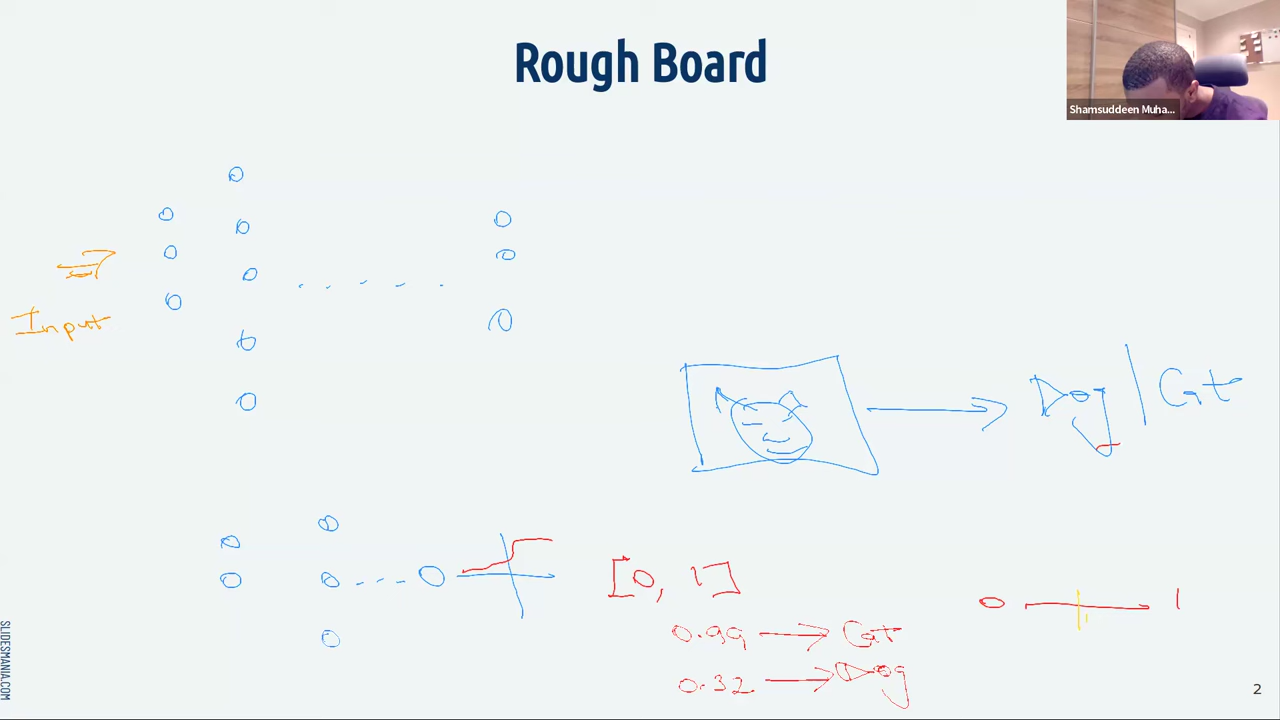 Rough Board
Shamsuddeen Muha...
Input
Dog | Cat
[0, 1]
0 1
0.99 → Cat
0.32 → Dog
SLIDESMANIA.COM
2